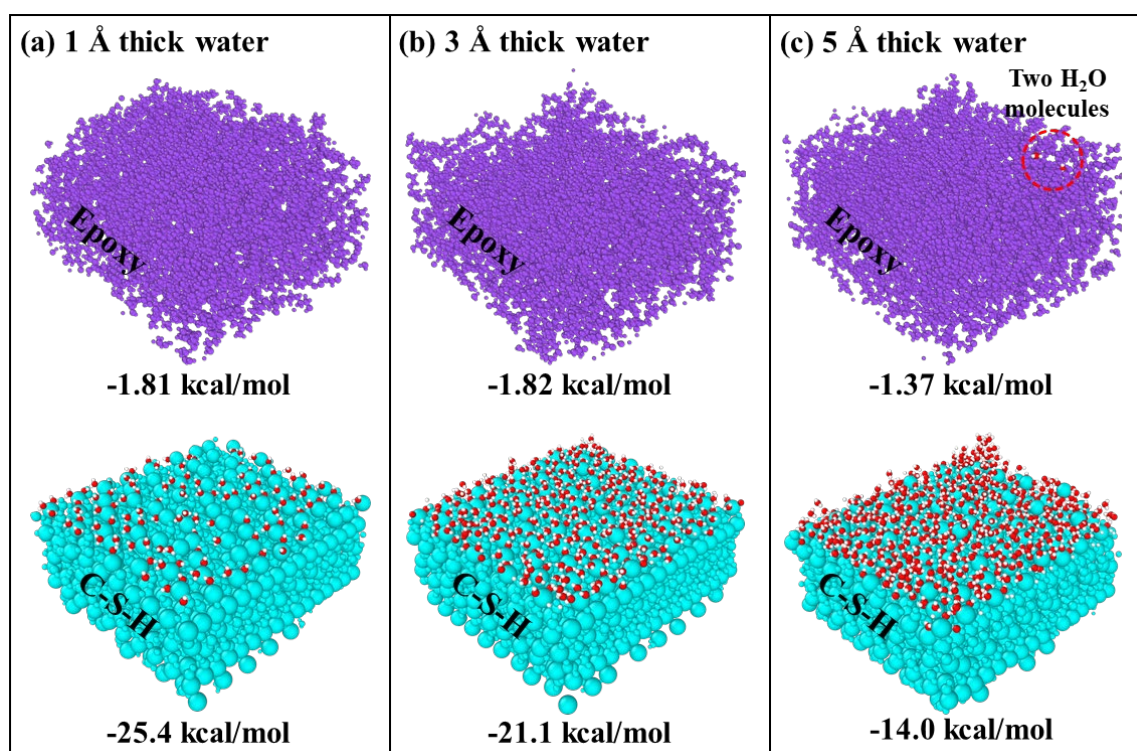 (a) 1 Å thick water
Epoxy
-1.81 kcal/mol
C-S-H
-25.4 kcal/mol
(b) 3 Å thick water
Epoxy
-1.82 kcal/mol
C-S-H
-21.1 kcal/mol
(c) 5 Å thick water
Two H₂O
molecules
Epoxy
-1.37 kcal/mol
C-S-H
-14.0 kcal/mol